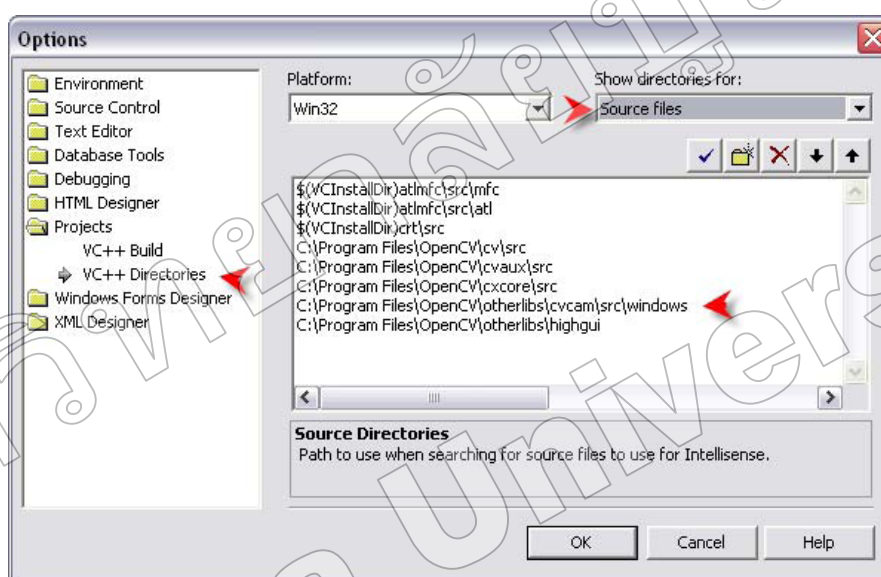 Options
Environment
Source Control
Text Editor
Database Tools
Debugging
HTML Designer
Projects
VC++ Build
VC++ Directories
Windows Forms Designer
XML Designer
Platform:
Win32
Show directories for:
Source files
$(VCInstallDir)atlmfc\src\mfc
$(VCInstallDir)atlmfc\src\atl
$(VCInstallDir)crt\src
C:\Program Files\OpenCV\cv\src
C:\Program Files\OpenCV\cvaux\src
C:\Program Files\OpenCV\cxcore\src
C:\Program Files\OpenCV\otherlibs\cvcam\src\windows
C:\Program Files\OpenCV\otherlibs\highgui
Source Directories
Path to use when searching for source files to use for Intellisense.
OK
Cancel
Help